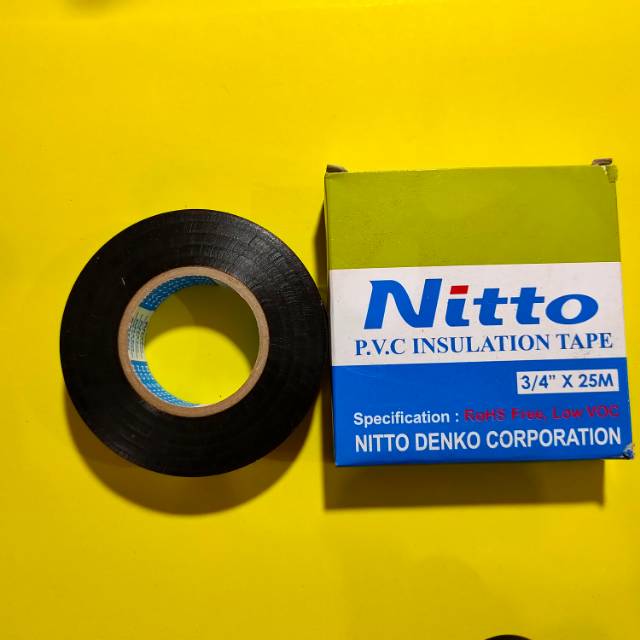 Nitto
P.V.C INSULATION TAPE
3/4" X 25M
Specification : RoHS Free, Low VOC
NITTO DENKO CORPORATION